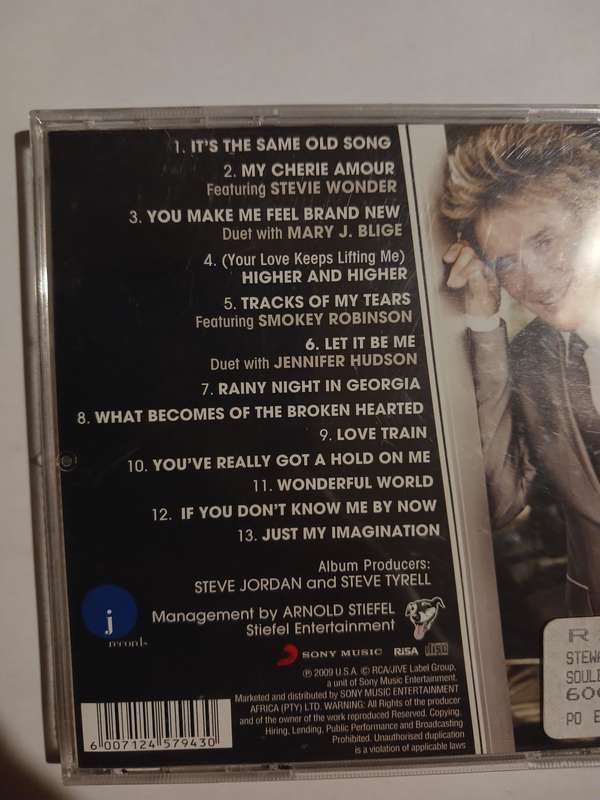 1. IT'S THE SAME OLD SONG
2. MY CHERIE AMOUR
Featuring STEVIE WONDER
3. YOU MAKE ME FEEL BRAND NEW
Duet with MARY J. BLIGE
4. (Your Love Keeps Lifting Me)
HIGHER AND HIGHER
5. TRACKS OF MY TEARS
Featuring SMOKEY ROBINSON
6. LET IT BE ME
Duet with JENNIFER HUDSON
7. RAINY NIGHT IN GEORGIA
8. WHAT BECOMES OF THE BROKEN HEARTED
9. LOVE TRAIN
10. YOU'VE REALLY GOT A HOLD ON ME
11. WONDERFUL WORLD
12. IF YOU DON'T KNOW ME BY NOW
13. JUST MY IMAGINATION
Album Producers:
STEVE JORDAN and STEVE TYRELL
Management by ARNOLD STIEFEL
Stiefel Entertainment
j
records
SONY MUSIC RiSA disc
℗ 2009 U.S.A. © RCA/JIVE Label Group,
a unit of Sony Music Entertainment.
Marketed and distributed by SONY MUSIC ENTERTAINMENT
AFRICA (PTY) LTD. WARNING: All Rights of the producer
and of the owner of the work reproduced Reserved. Copying,
Hiring, Lending, Public Performance and Broadcasting
Prohibited. Unauthorised duplication
is a violation of applicable laws
6 007124 579430
R
STEWA
SOULB
600
PO